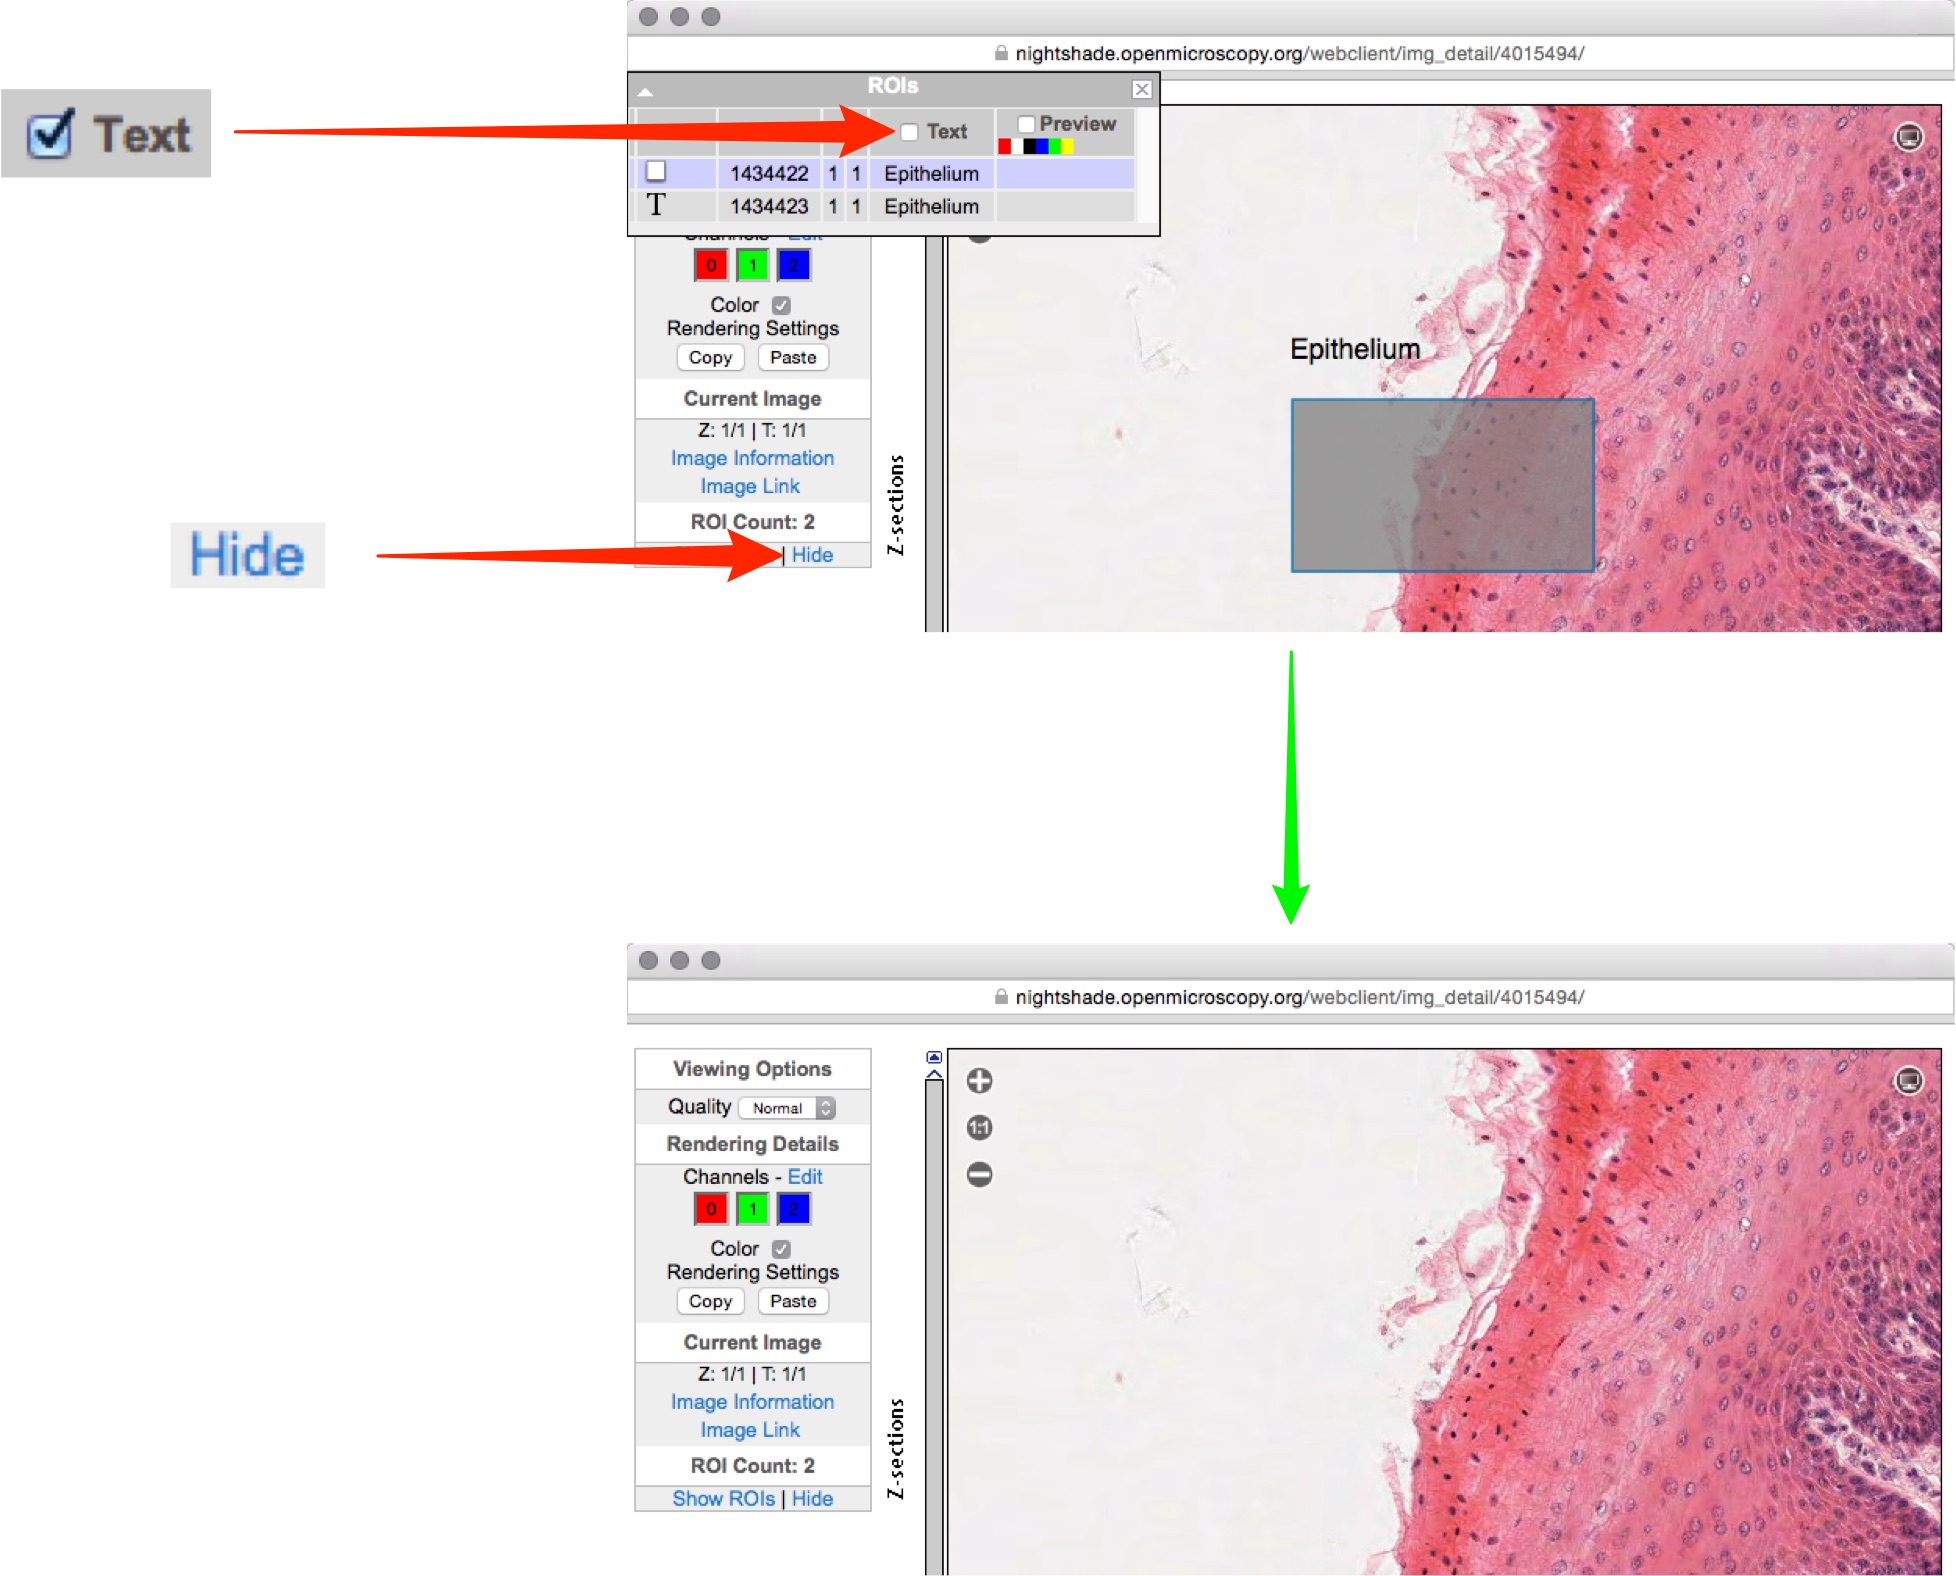 nightshade.openmicroscopy.org/webclient/img_detail/4015494/
ROIs
Text
Text
Preview
1434422 1 1 Epithelium
T 1434423 1 1 Epithelium
Channels - Edit
0 1 2
Color
Rendering Settings
Copy Paste
Epithelium
Current Image
Z: 1/1 | T: 1/1
Image Information
Image Link
Z-sections
ROI Count: 2
Hide
| Hide
nightshade.openmicroscopy.org/webclient/img_detail/4015494/
Viewing Options
Quality Normal
1:1
Rendering Details
Channels - Edit
0 1 2
Color
Rendering Settings
Copy Paste
Current Image
Z: 1/1 | T: 1/1
Image Information
Image Link
Z-sections
ROI Count: 2
Show ROIs | Hide